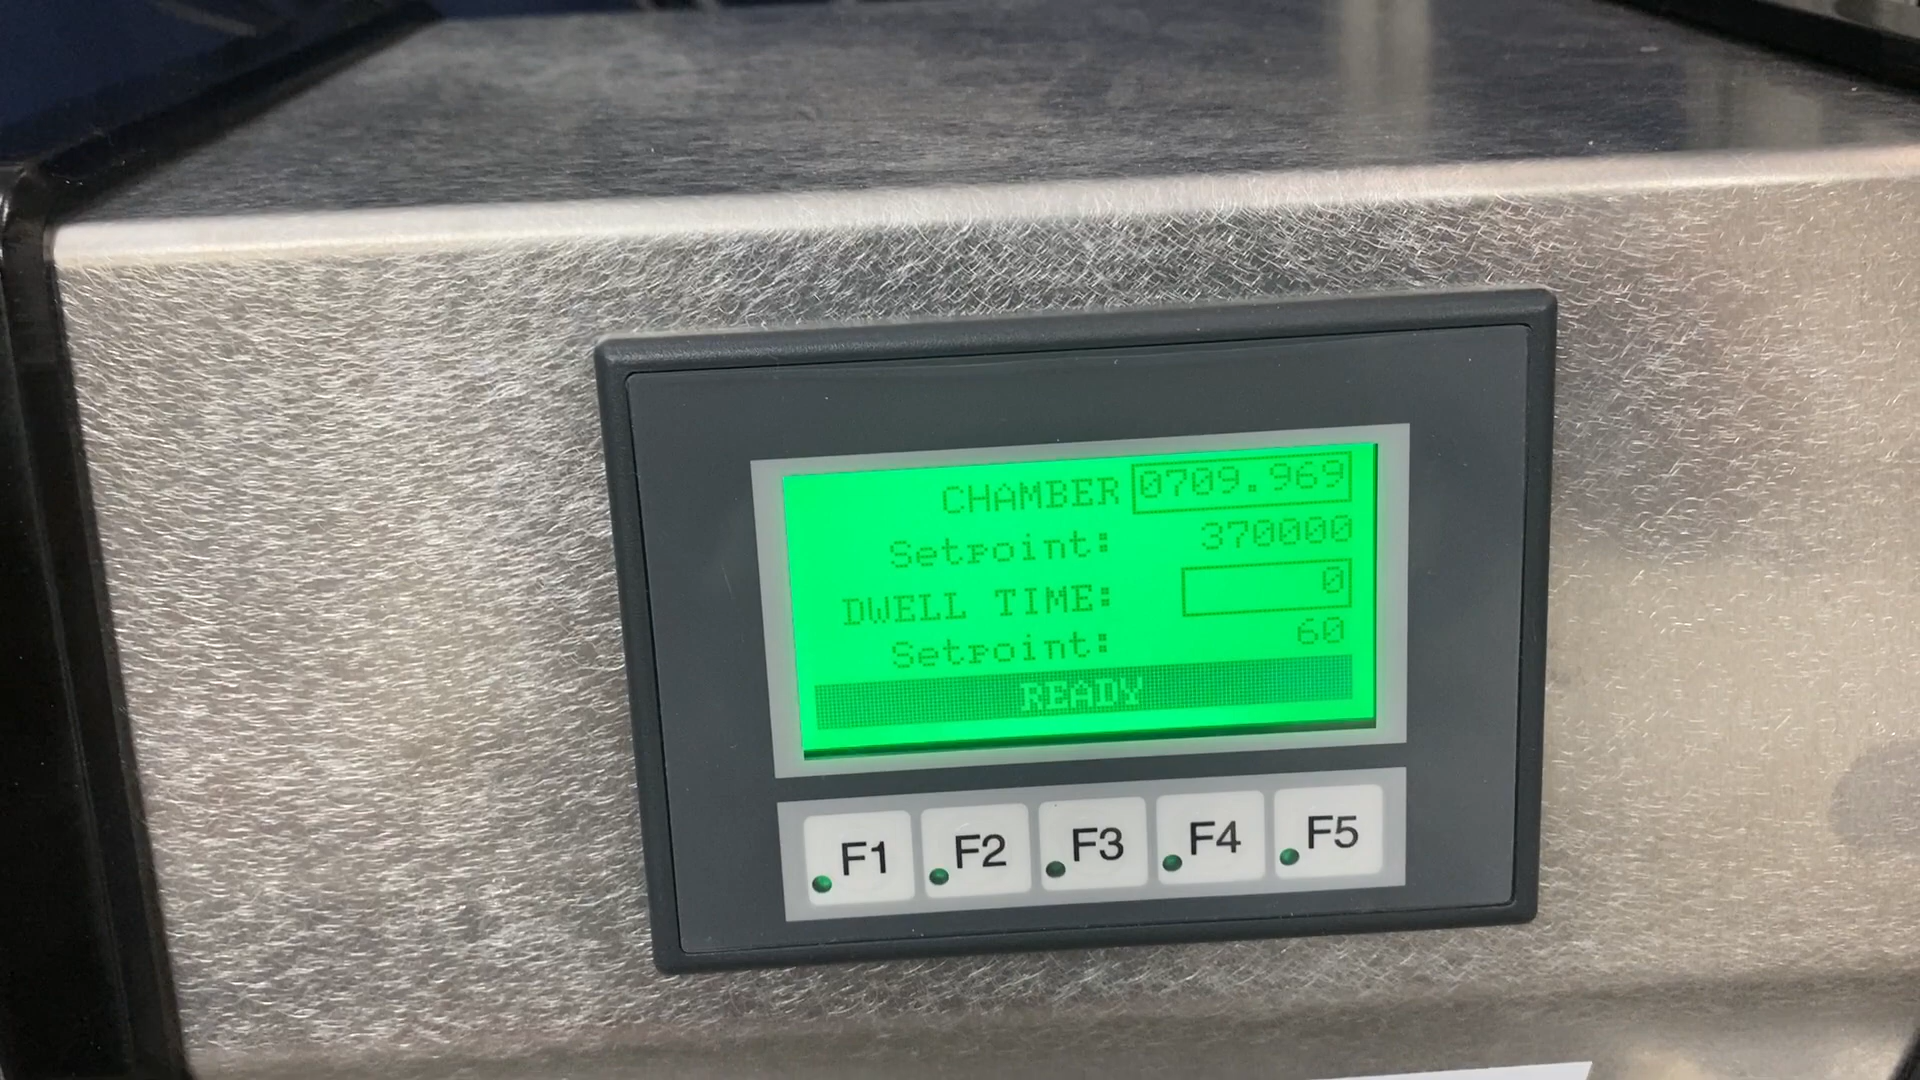 CHAMBER 0709.969
Setpoint: 370000
DWELL TIME: 0
Setpoint: 60
READY
F1 F2 F3 F4 F5